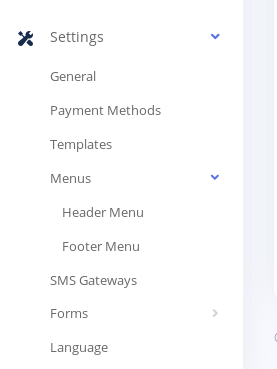 Settings
General
Payment Methods
Templates
Menus
Header Menu
Footer Menu
SMS Gateways
Forms
Language